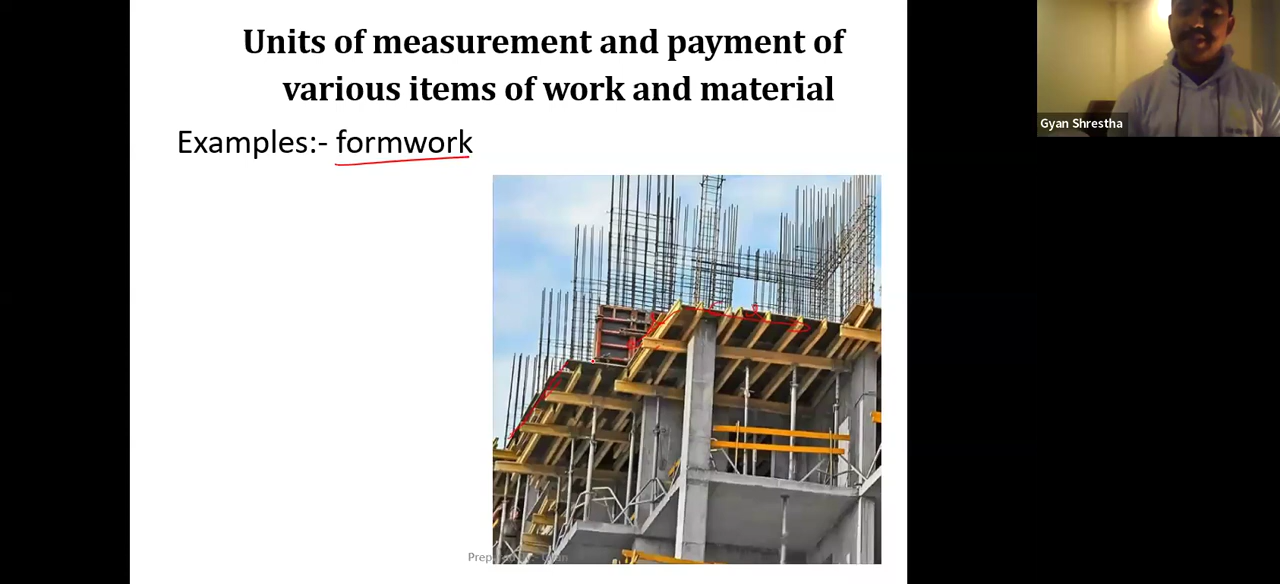 Units of measurement and payment of
various items of work and material
Examples:- formwork
Gyan Shrestha